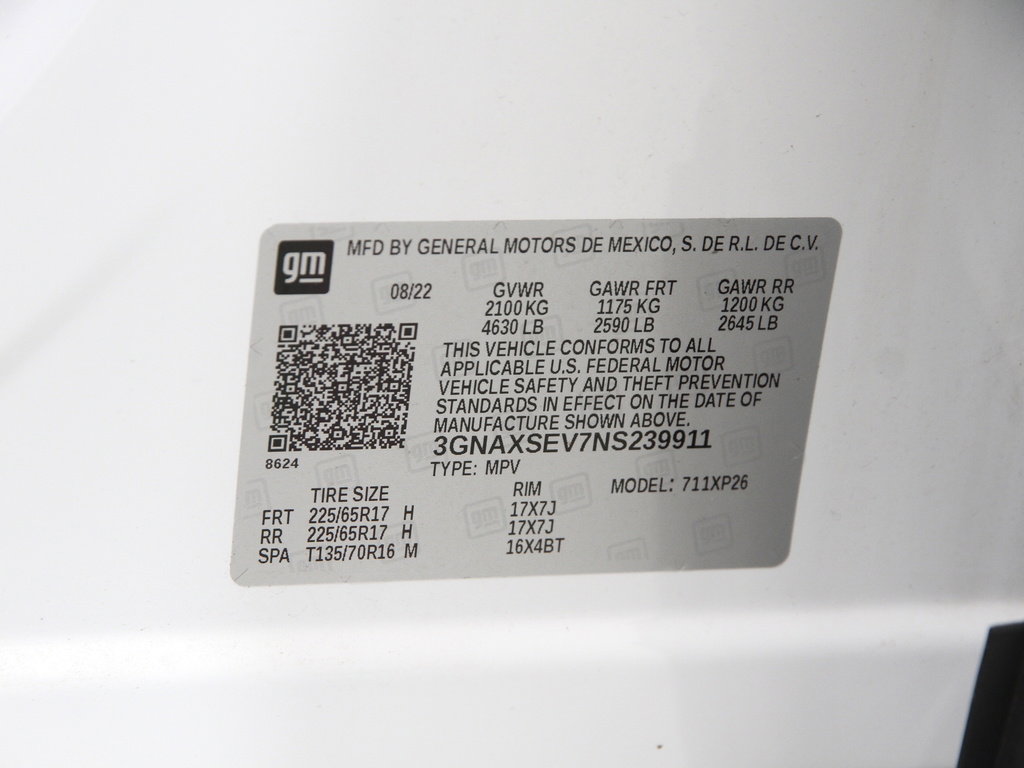 gm MFD BY GENERAL MOTORS DE MEXICO, S. DE R.L. DE C.V.
08/22 GVWR GAWR FRT GAWR RR
2100 KG 1175 KG 1200 KG
4630 LB 2590 LB 2645 LB
THIS VEHICLE CONFORMS TO ALL
APPLICABLE U.S. FEDERAL MOTOR
VEHICLE SAFETY AND THEFT PREVENTION
STANDARDS IN EFFECT ON THE DATE OF
MANUFACTURE SHOWN ABOVE.
3GNAXSEV7NS239911
8624 TYPE: MPV
TIRE SIZE RIM MODEL: 711XP26
FRT 225/65R17 H 17X7J
RR 225/65R17 H 17X7J
SPA T135/70R16 M 16X4BT